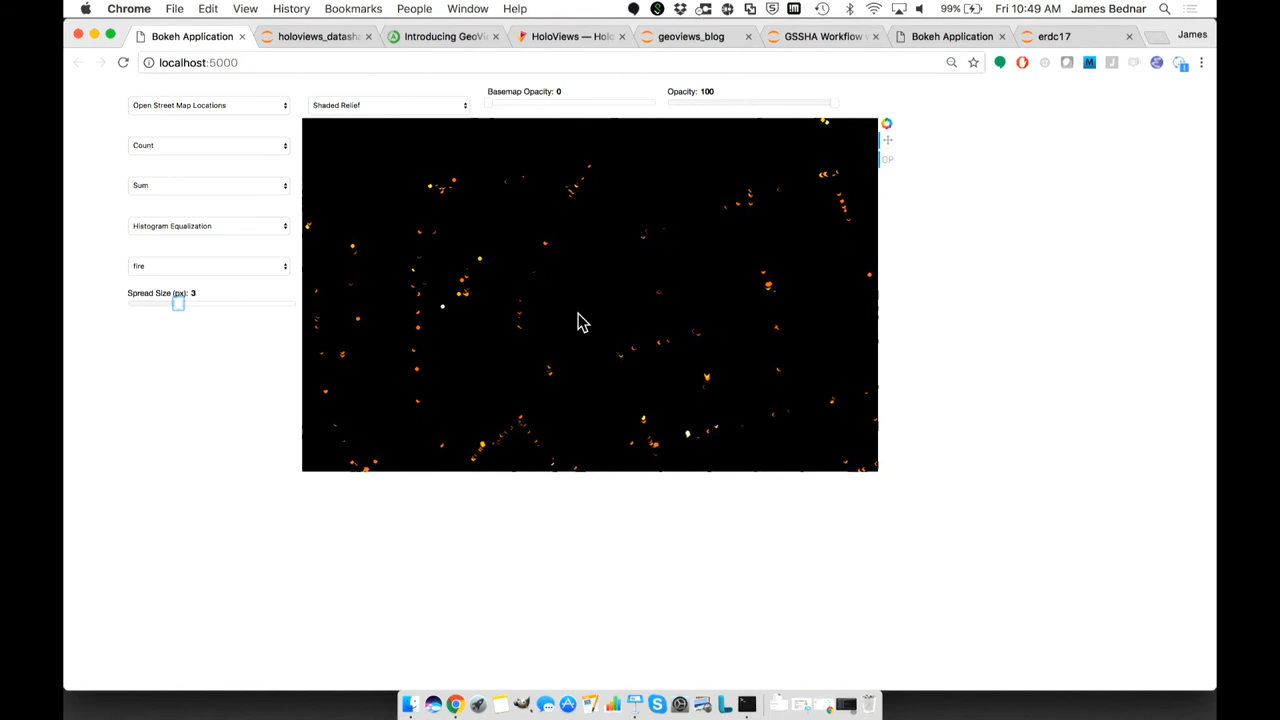 Chrome File Edit View History Bookmarks People Window Help 99% Fri 10:49 AM James Bednar
Bokeh Application holoviews_datasha Introducing GeoVie HoloViews — Holo geoviews_blog GSSHA Workflow Bokeh Application erdc17 James
localhost:5000
Basemap Opacity: 0 Opacity: 100
Open Street Map Locations Shaded Relief
Count
Sum
Histogram Equalization
fire
Spread Size (px): 3